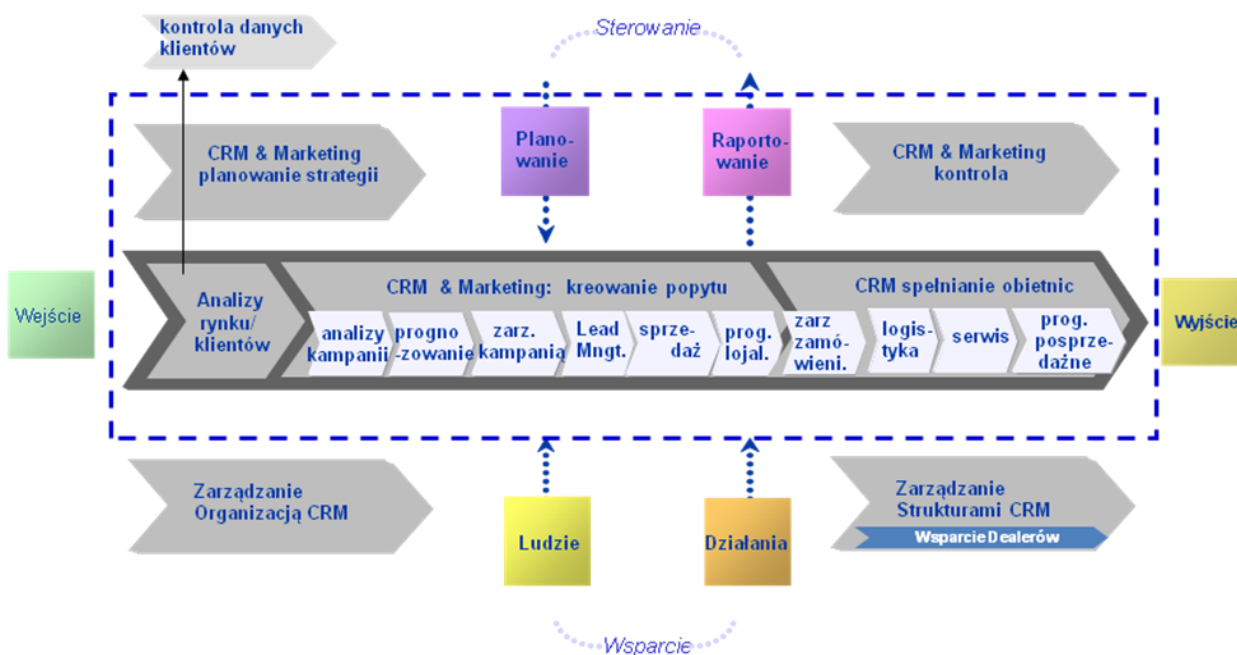 kontrola danych
klientów
Sterowanie
CRM & Marketing
planowanie strategii
Plano-
wanie
Raporto-
wanie
CRM & Marketing
kontrola
Wejście
Analizy
rynku/
klientów
CRM & Marketing: kreowanie popytu
analizy
kampanii
progno
-zowanie
zarz.
kampanią
Lead
Mngt.
sprze-
daż
prog.
lojal.
CRM spełnianie obietnic
zarz
zamó-
wieni.
logis-
tyka
serwis
prog.
posprze-
dażne
Wyjście
Zarządzanie
Organizacją CRM
Ludzie
Działania
Zarządzanie
Strukturami CRM
Wsparcie Dealerów
Wsparcie